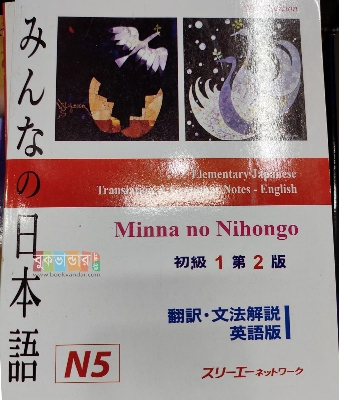 みんなの日本語
Elementary Japanese
Translation & Grammar Notes - English
Minna no Nihongo
初級 1 第 2 版
翻訳・文法解説
英語版
N5
スリーエーネットワーク
বুকভান্ডার